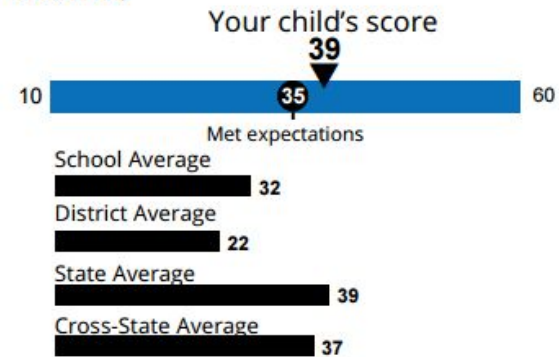 Your child's score
39
10 35 60
Met expectations
School Average
32
District Average
22
State Average
39
Cross-State Average
37